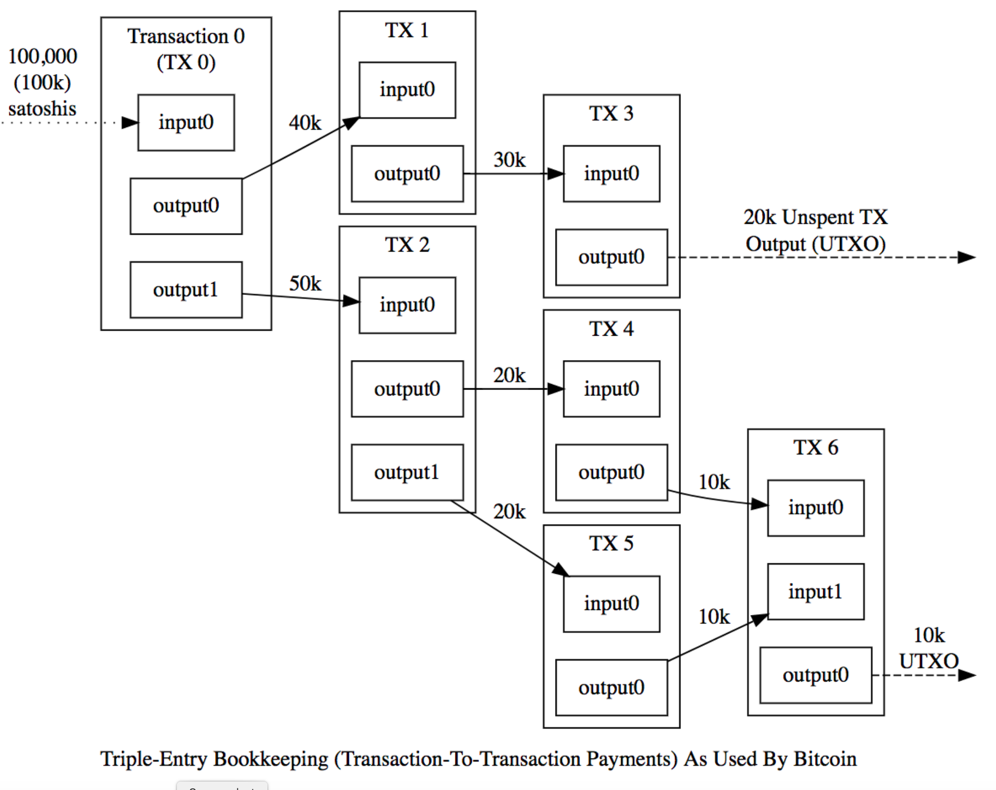 100,000
(100k)
satoshis
Transaction 0
(TX 0)
input0
output0
output1
40k
50k
TX 1
input0
output0
30k
TX 2
input0
output0
output1
20k
20k
TX 3
input0
output0
20k Unspent TX
Output (UTXO)
TX 4
input0
output0
10k
TX 5
input0
output0
10k
TX 6
input0
input1
output0
10k
UTXO
Triple-Entry Bookkeeping (Transaction-To-Transaction Payments) As Used By Bitcoin